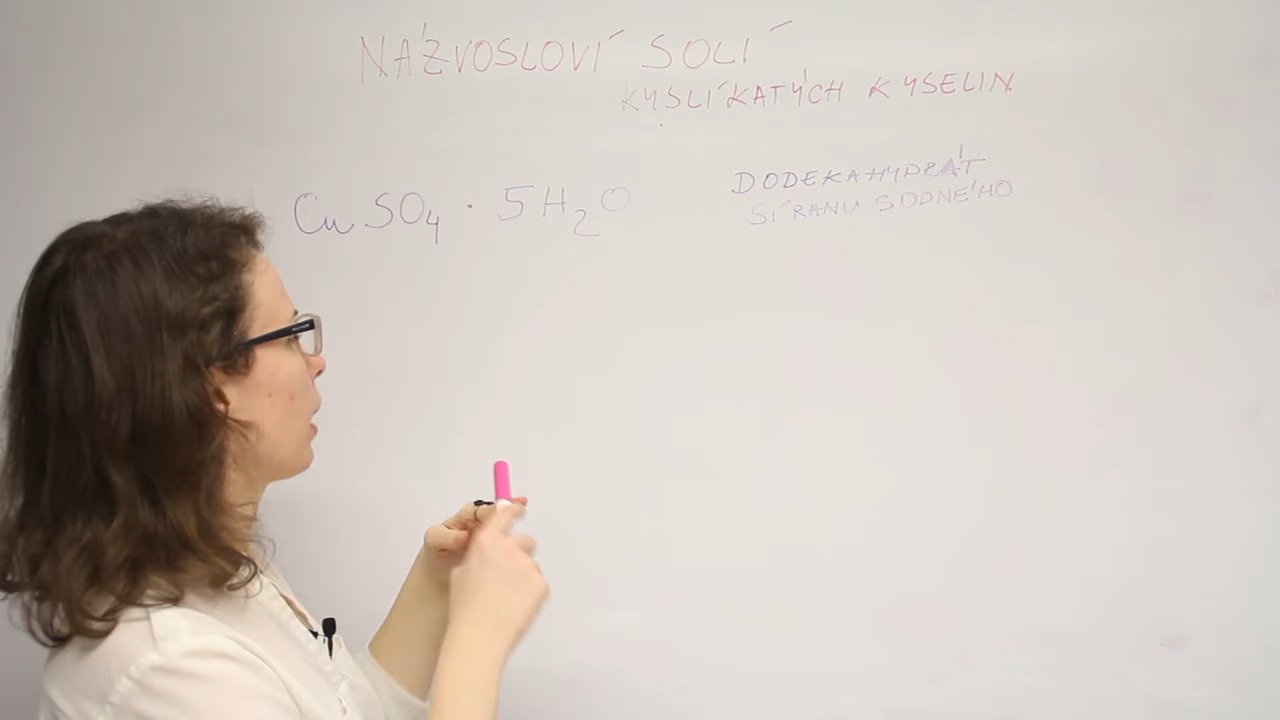 NÁZVOSLOVÍ SOLÍ
KYSLÍKATÝCH KYSELIN
CuSO₄ · 5H₂O
DODEKAHYDRÁT
SÍRANU SODNÉHO